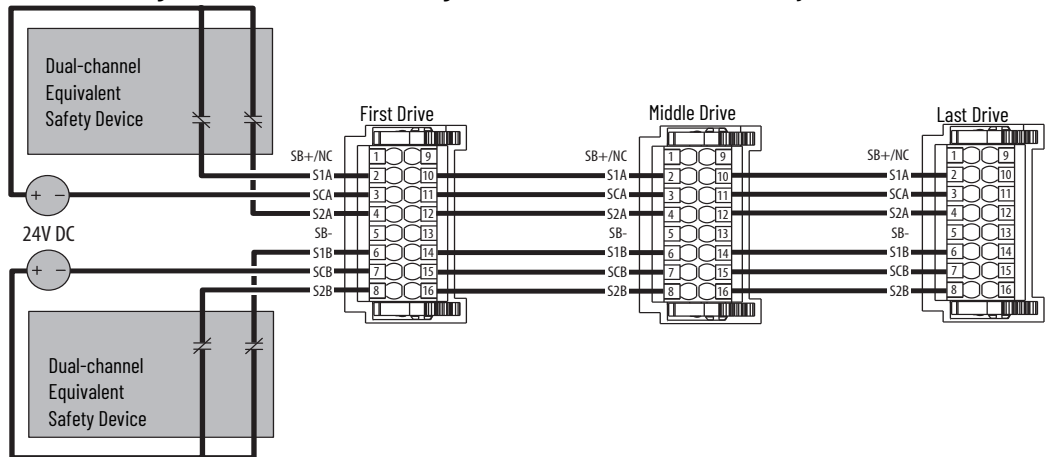 Dual-channel
Equivalent
Safety Device
24V DC
Dual-channel
Equivalent
Safety Device
First Drive
SB+/NC 1 9
S1A 2 10
SCA 3 11
S2A 4 12
SB- 5 13
S1B 6 14
SCB 7 15
S2B 8 16
Middle Drive
SB+/NC 1 9
S1A 2 10
SCA 3 11
S2A 4 12
SB- 5 13
S1B 6 14
SCB 7 15
S2B 8 16
Last Drive
SB+/NC 1 9
S1A 2 10
SCA 3 11
S2A 4 12
SB- 5 13
S1B 6 14
SCB 7 15
S2B 8 16